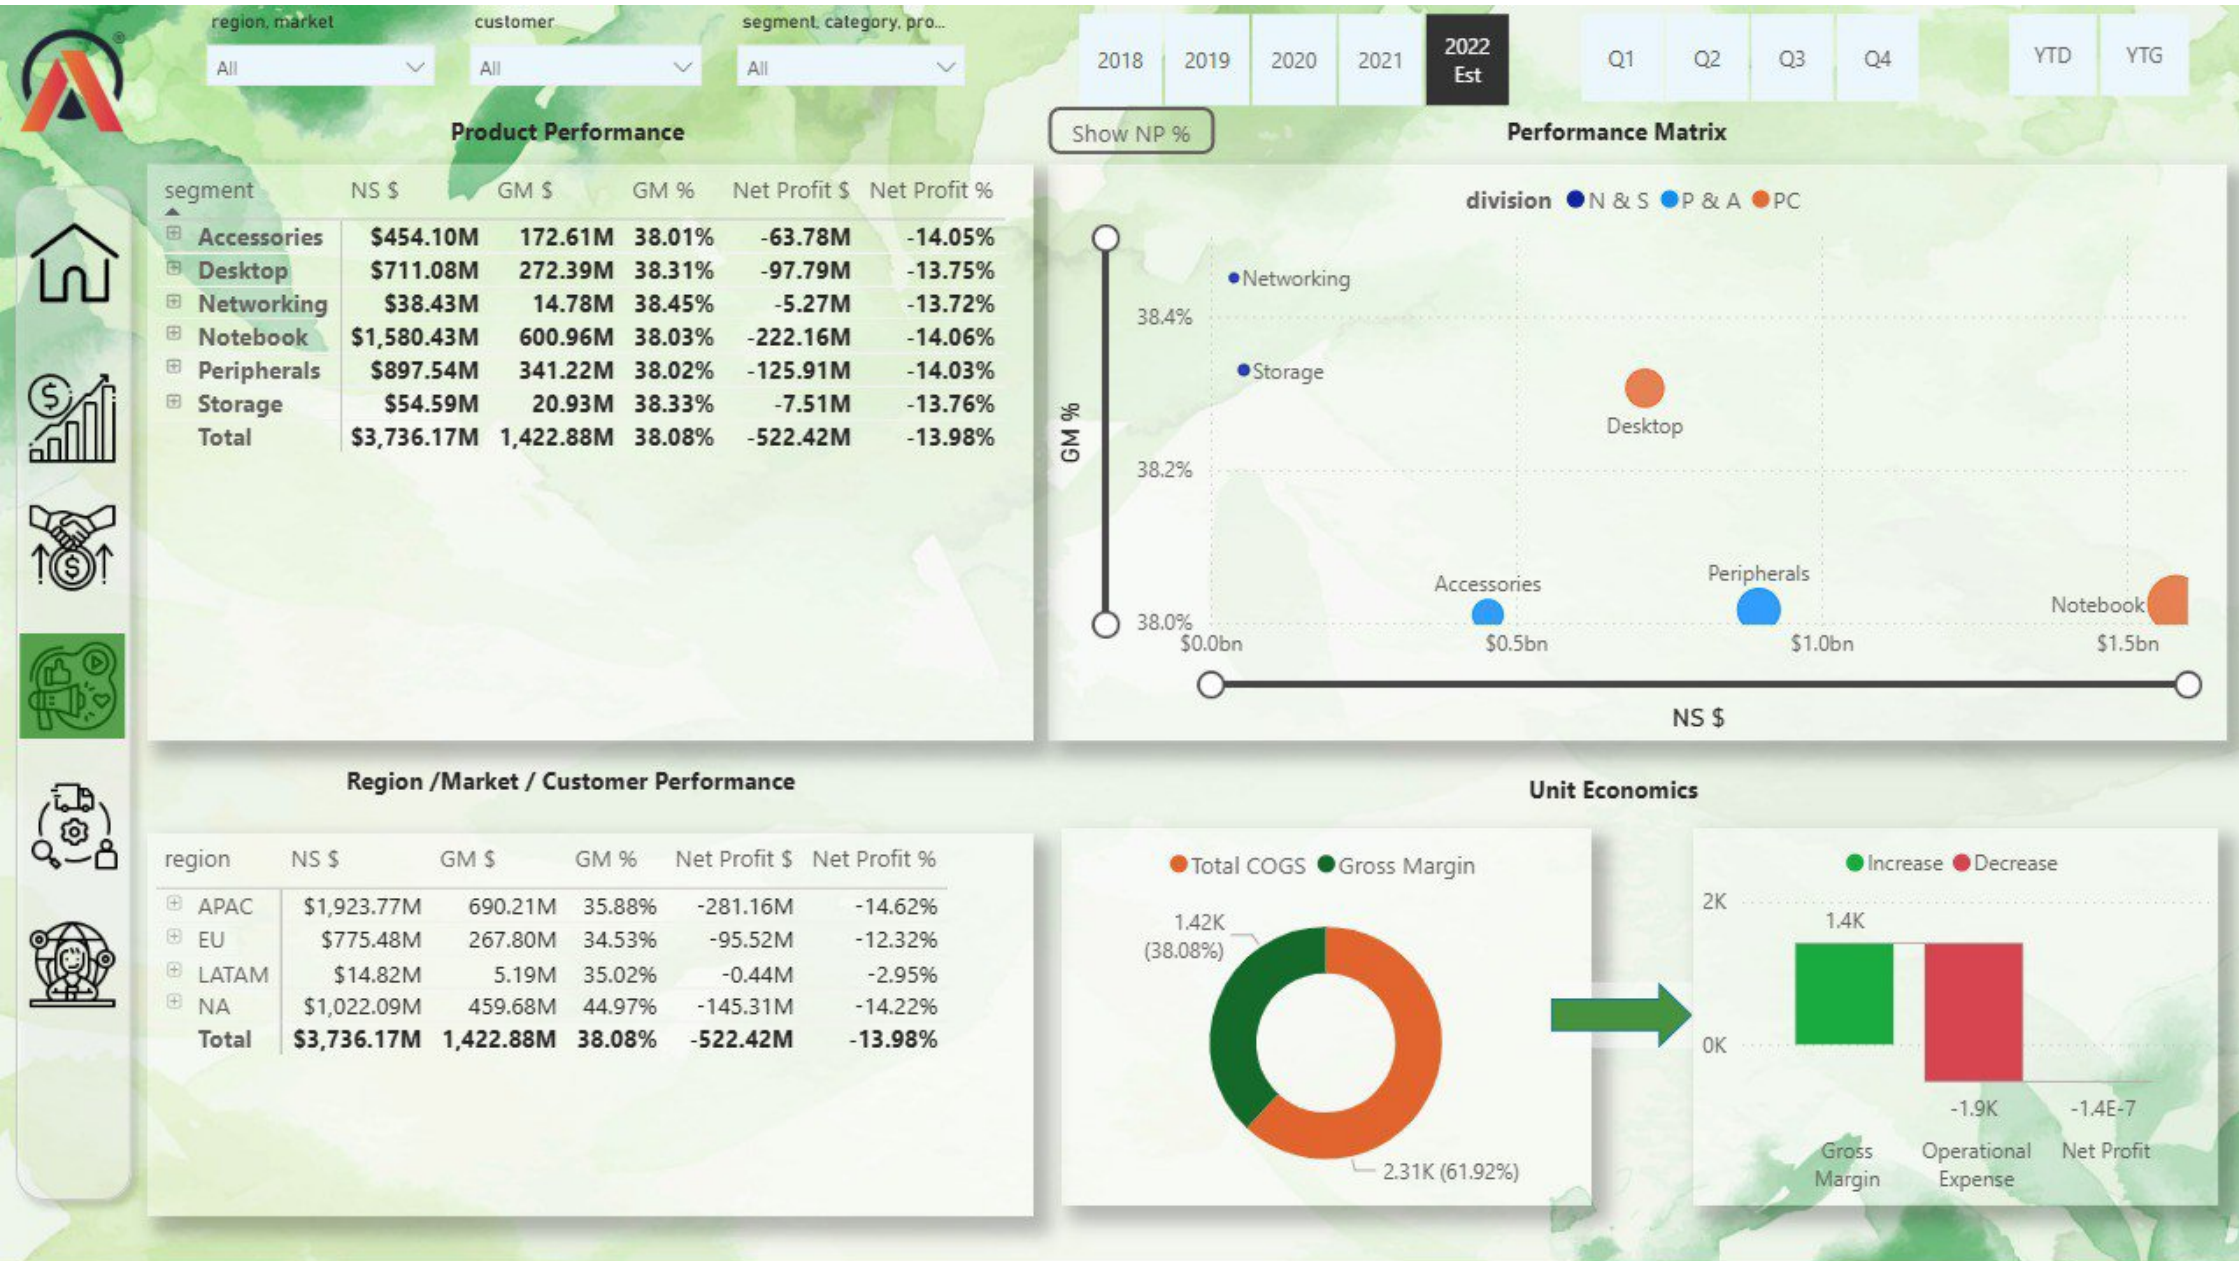 region, market
customer
segment, category, pro...
All
All
All
2018
2019
2020
2021
2022
Est
Q1
Q2
Q3
Q4
YTD
YTG
®
Product Performance
segment NS $ GM $ GM % Net Profit $ Net Profit %
Accessories $454.10M 172.61M 38.01% -63.78M -14.05%
Desktop $711.08M 272.39M 38.31% -97.79M -13.75%
Networking $38.43M 14.78M 38.45% -5.27M -13.72%
Notebook $1,580.43M 600.96M 38.03% -222.16M -14.06%
Peripherals $897.54M 341.22M 38.02% -125.91M -14.03%
Storage $54.59M 20.93M 38.33% -7.51M -13.76%
Total $3,736.17M 1,422.88M 38.08% -522.42M -13.98%
Show NP %
Performance Matrix
division N & S P & A PC
GM %
38.4%
38.2%
38.0%
Networking
Storage
Desktop
Accessories
Peripherals
Notebook
$0.0bn
$0.5bn
$1.0bn
$1.5bn
NS $
Region /Market / Customer Performance
region NS $ GM $ GM % Net Profit $ Net Profit %
APAC $1,923.77M 690.21M 35.88% -281.16M -14.62%
EU $775.48M 267.80M 34.53% -95.52M -12.32%
LATAM $14.82M 5.19M 35.02% -0.44M -2.95%
NA $1,022.09M 459.68M 44.97% -145.31M -14.22%
Total $3,736.17M 1,422.88M 38.08% -522.42M -13.98%
Unit Economics
Total COGS Gross Margin
1.42K
(38.08%)
2.31K (61.92%)
Increase Decrease
2K
0K
1.4K
-1.9K
-1.4E-7
Gross
Margin
Operational
Expense
Net Profit